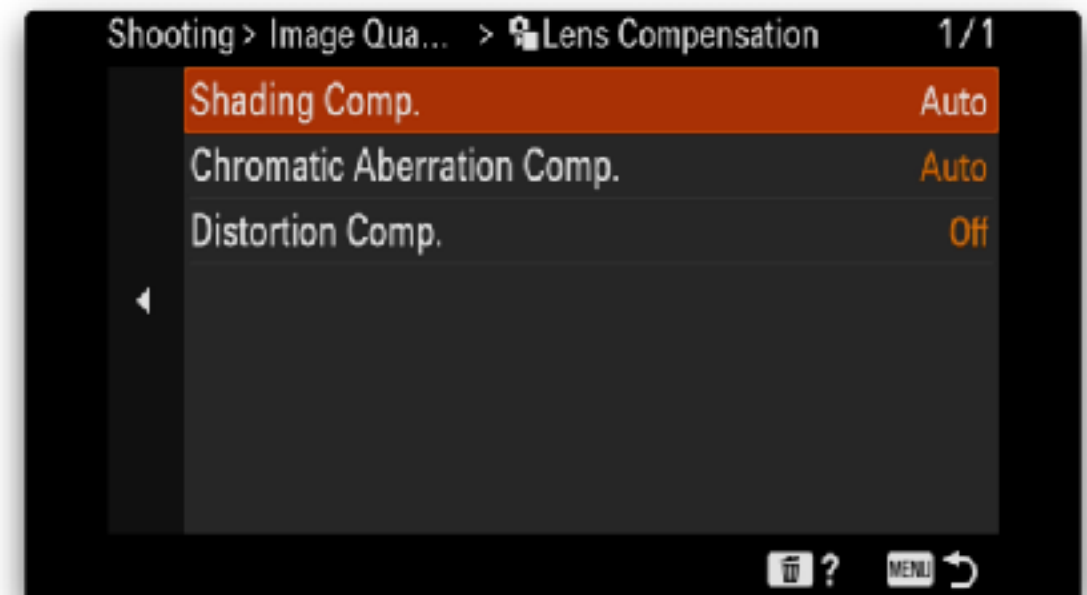 Shooting > Image Qua... > Lens Compensation 1/1
Shading Comp. Auto
Chromatic Aberration Comp. Auto
Distortion Comp. Off
? MENU